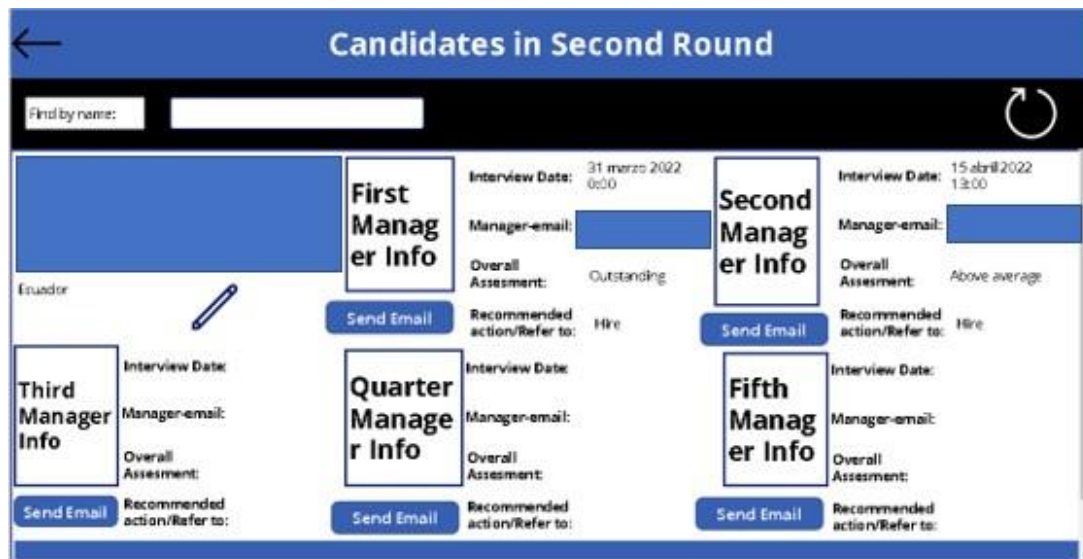 Candidates in Second Round
Find by name:
First
Manag
er Info
Interview Date:
31 marzo 2022
0:00
Manager-email:
Overall
Assesment:
Outstanding
Send Email
Recommended
action/Refer to:
Hire
Second
Manag
er Info
Interview Date:
15 abril 2022
13:00
Manager-email:
Overall
Assesment:
Above average
Send Email
Recommended
action/Refer to:
Hire
Ecuador
Third
Manager
Info
Interview Date:
Manager-email:
Overall
Assesment:
Send Email
Recommended
action/Refer to:
Quarter
Manage
r Info
Interview Date:
Manager-email:
Overall
Assesment:
Send Email
Recommended
action/Refer to:
Fifth
Manag
er Info
Interview Date:
Manager-email:
Overall
Assesment:
Send Email
Recommended
action/Refer to: